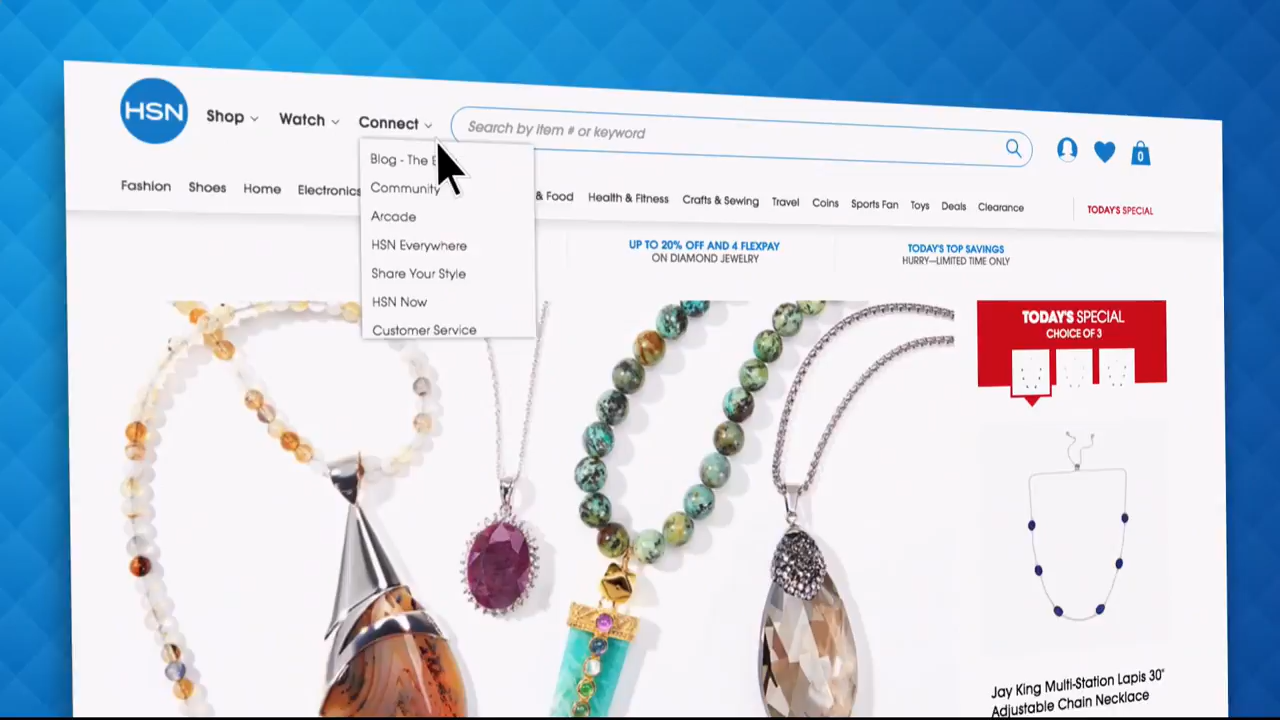 HSN
Shop
Watch
Connect
Search by item # or keyword
0
Blog - The
Community
Arcade
HSN Everywhere
Share Your Style
HSN Now
Customer Service
Fashion
Shoes
Home
Electronics
& Food
Health & Fitness
Crafts & Sewing
Travel
Coins
Sports Fan
Toys
Deals
Clearance
TODAY'S SPECIAL
UP TO 20% OFF AND 4 FLEXPAY
ON DIAMOND JEWELRY
TODAY'S TOP SAVINGS
HURRY—LIMITED TIME ONLY
TODAY'S SPECIAL
CHOICE OF 3
Jay King Multi-Station Lapis 30"
Adjustable Chain Necklace